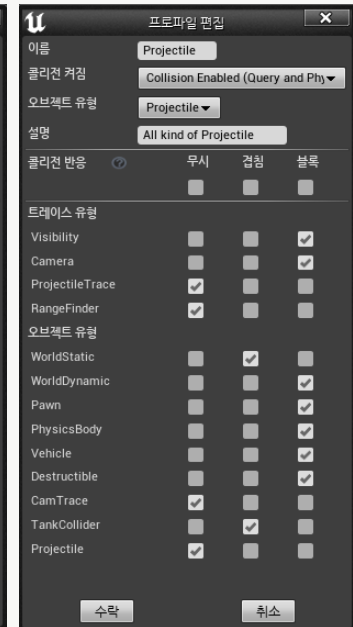 프로파일 편집
이름 Projectile
콜리전 켜짐 Collision Enabled (Query and Phy
오브젝트 유형 Projectile
설명 All kind of Projectile
콜리전 반응 ? 무시 겹침 블록
트레이스 유형
Visibility
Camera
ProjectileTrace
RangeFinder
오브젝트 유형
WorldStatic
WorldDynamic
Pawn
PhysicsBody
Vehicle
Destructible
CamTrace
TankCollider
Projectile
수락 취소